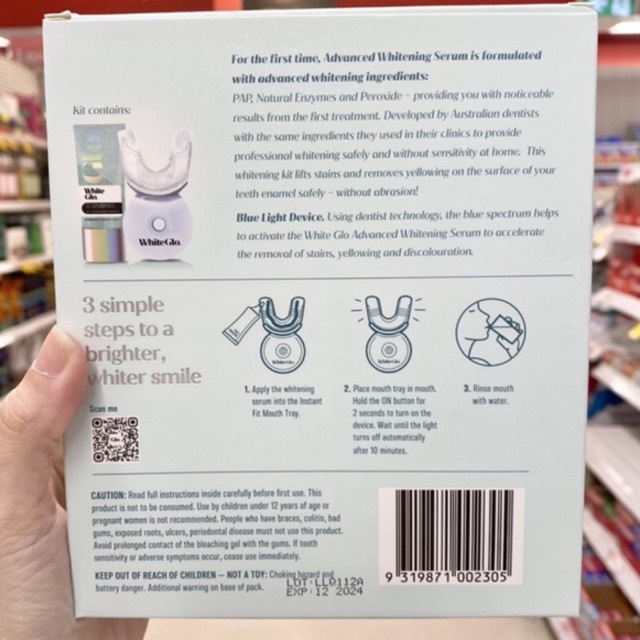 For the first time, Advanced Whitening Serum is formulated
with advanced whitening ingredients:
PAP, Natural Enzymes and Peroxide – providing you with noticeable
results from the first treatment. Developed by Australian dentists
with the same ingredients they used in their clinics to provide
professional whitening safely and without sensitivity at home. This
whitening kit lifts stains and removes yellowing on the surface of your
teeth enamel safely – without abrasion!
Blue Light Device. Using dentist technology, the blue spectrum helps
to activate the White Glo Advanced Whitening Serum to accelerate
the removal of stains, yellowing and discolouration.
Kit contains:
White
Glo
WhiteGlo
3 simple
steps to a
brighter,
whiter smile
Scan me
1. Apply the whitening
serum into the Instant
Fit Mouth Tray.
2. Place mouth tray in mouth.
Hold the ON button for
2 seconds to turn on the
device. Wait until the light
turns off automatically
after 10 minutes.
3. Rinse mouth
with water.
CAUTION: Read full instructions inside carefully before first use. This
product is not to be consumed. Use by children under 12 years of age or
pregnant women is not recommended. People who have braces, colitis, bad
gums, exposed roots, ulcers, periodontal disease must not use this product.
Avoid prolonged contact of the bleaching gel with the gums. If tooth
sensitivity or adverse symptoms occur, cease use immediately.
KEEP OUT OF REACH OF CHILDREN – NOT A TOY: Choking hazard and
battery danger. Additional warning on base of pack.
LOT:LL0112A
EXP:12 2024
9 319871 002305